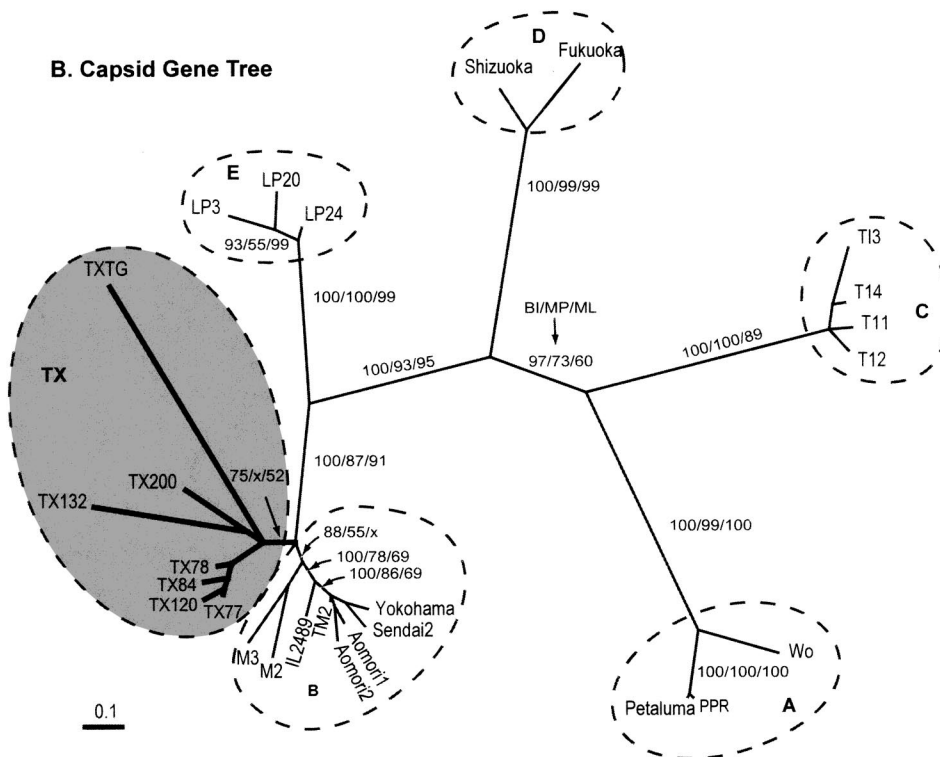 B. Capsid Gene Tree
D
Fukuoka
Shizuoka
100/99/99
E
LP20
LP3
LP24
93/55/99
100/100/99
TXTG
TI3
T14
T11
T12
C
100/100/89
BI/MP/ML
97/73/60
100/93/95
TX
100/87/91
75/x/52
TX200
TX132
TX78
TX84
TX120
TX77
88/55/x
100/78/69
100/86/69
Yokohama
Sendai2
TM2
IL2489
Aomori1
Aomori2
M3
M2
B
100/99/100
Wo
100/100/100
Petaluma
PPR
A
0.1